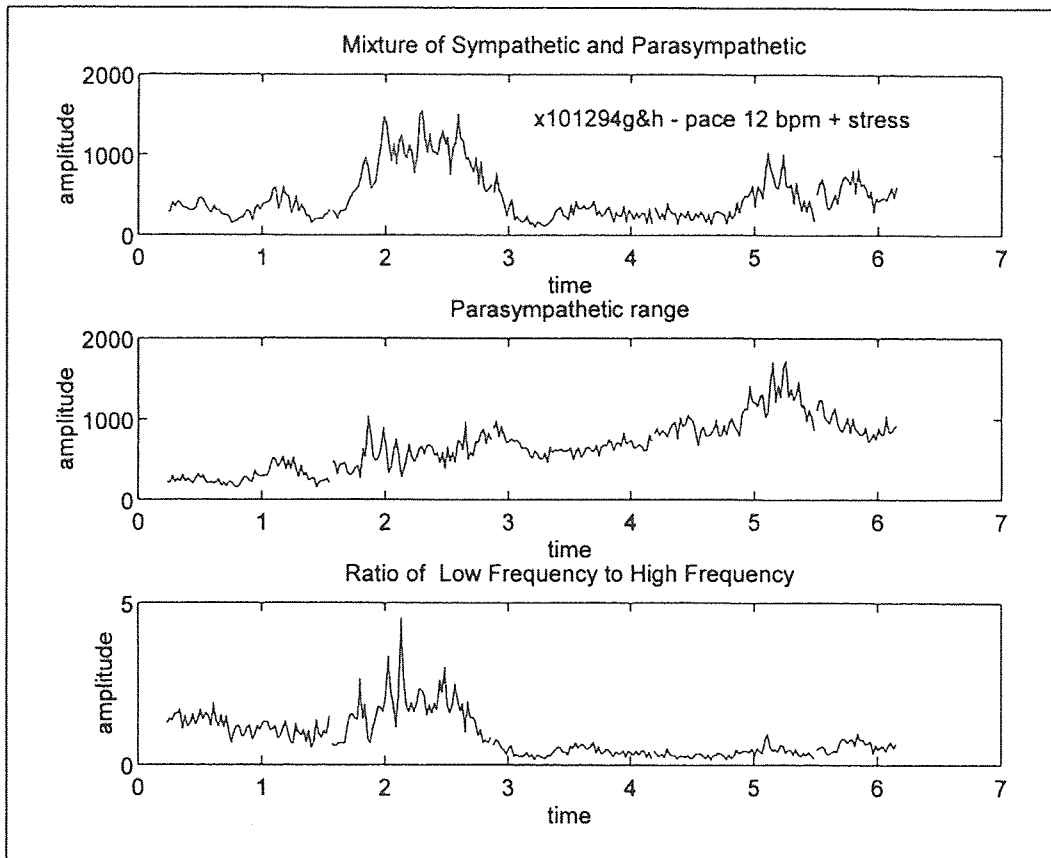 Mixture of Sympathetic and Parasympathetic
2000
x101294g&h - pace 12 bpm + stress
amplitude
1000
0
0 1 2 3 4 5 6 7
time
Parasympathetic range
2000
amplitude
1000
0
0 1 2 3 4 5 6 7
time
Ratio of Low Frequency to High Frequency
5
amplitude
0
0 1 2 3 4 5 6 7
time